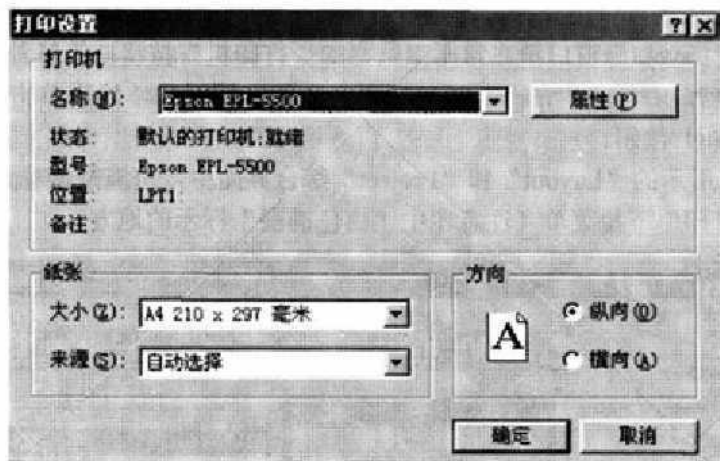 打印设置
打印机
名称(N): Epson EPL-5500 属性(P)
状态: 默认的打印机;就绪
型号 Epson EPL-5500
位置: LPT1
备注:
纸张
大小(Z): A4 210 x 297 毫米
来源(S): 自动选择
方向
A
纵向(O)
横向(A)
确定 取消